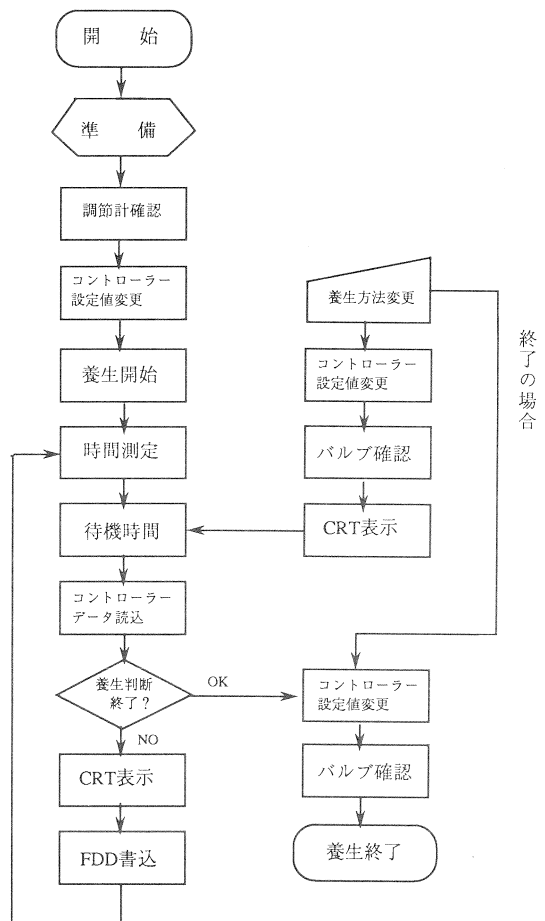 開 始
準 備
調節計確認
コントローラー
設定値変更
養生開始
時間測定
待機時間
コントローラー
データ読込
養生判断
終了？
OK
NO
CRT表示
FDD書込
養生方法変更
コントローラー
設定値変更
バルブ確認
CRT表示
終了の場合
コントローラー
設定値変更
バルブ確認
養生終了